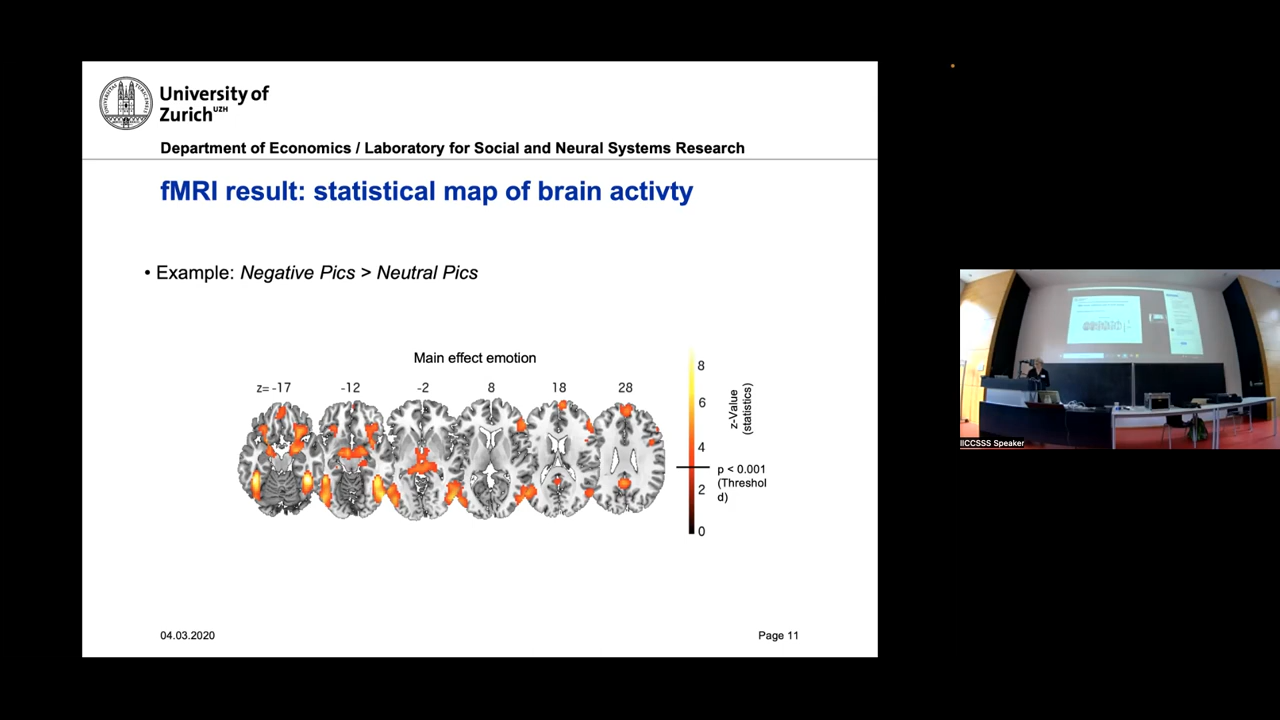 University of
Zurich UZH
Department of Economics / Laboratory for Social and Neural Systems Research
fMRI result: statistical map of brain activty
• Example: Negative Pics > Neutral Pics
Main effect emotion
z= -17 -12 -2 8 18 28
8
6
4
2
0
z-Value
(statistics)
p < 0.001
(Threshol
d)
04.03.2020
Page 11
IICCSSS Speaker